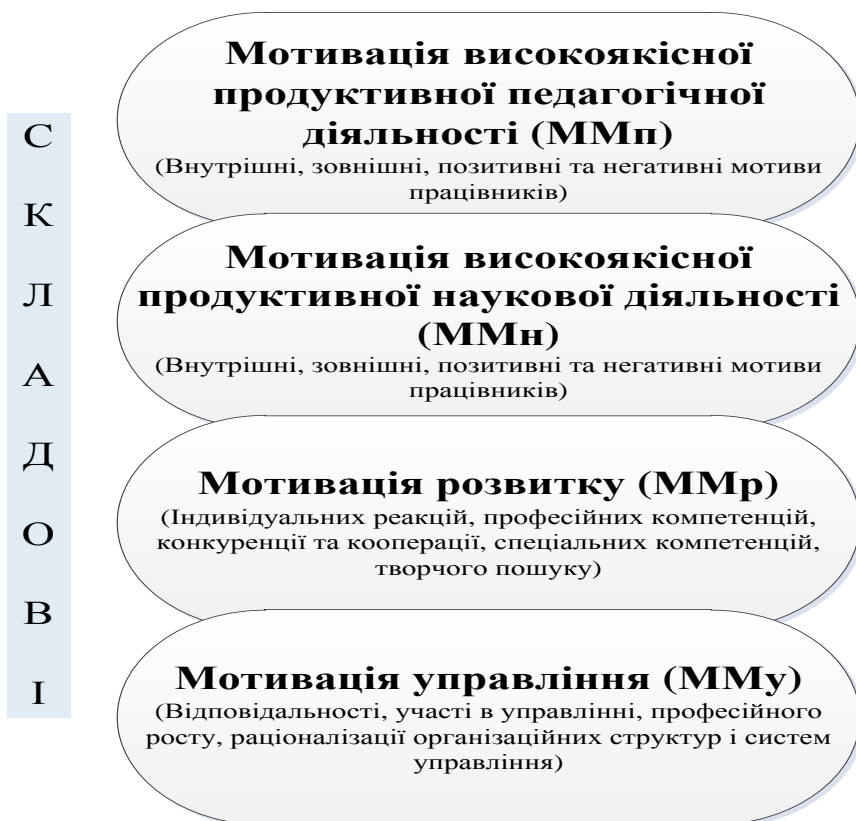 С
К
Л
А
Д
О
В
І
Мотивація високоякісної
продуктивної педагогічної
діяльності (ММп)
(Внутрішні, зовнішні, позитивні та негативні мотиви
працівників)
Мотивація високоякісної
продуктивної наукової діяльності
(ММн)
(Внутрішні, зовнішні, позитивні та негативні мотиви
працівників)
Мотивація розвитку (ММр)
(Індивідуальних реакцій, професійних компетенцій,
конкуренції та кооперації, спеціальних компетенцій,
творчого пошуку)
Мотивація управління (ММу)
(Відповідальності, участі в управлінні, професійного
росту, раціоналізації організаційних структур і систем
управління)